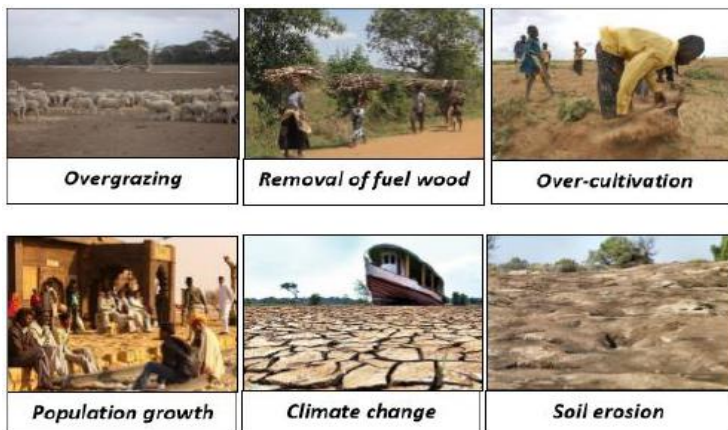 Overgrazing
Removal of fuel wood
Over-cultivation
Population growth
Climate change
Soil erosion